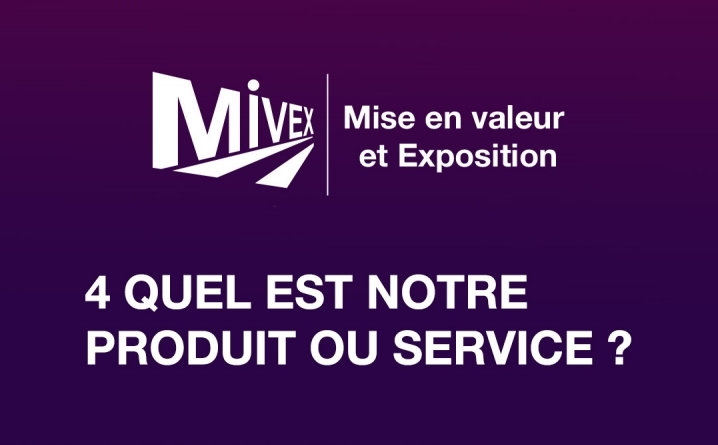 MiVEX
Mise en valeur
et Exposition
4 QUEL EST NOTRE
PRODUIT OU SERVICE ?